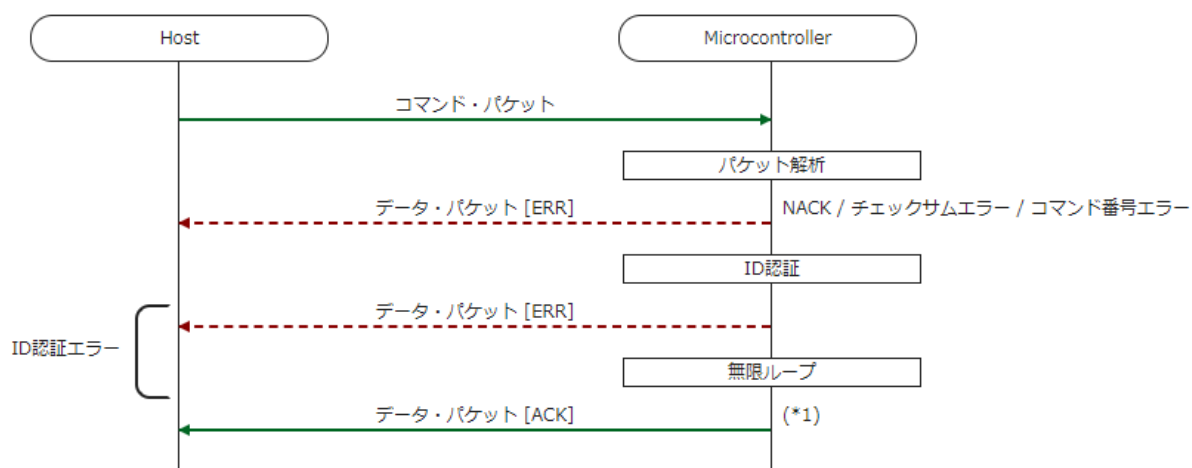 Host
Microcontroller
コマンド・パケット
パケット解析
データ・パケット [ERR]
NACK / チェックサムエラー / コマンド番号エラー
ID認証
データ・パケット [ERR]
ID認証エラー
無限ループ
データ・パケット [ACK]
(*1)